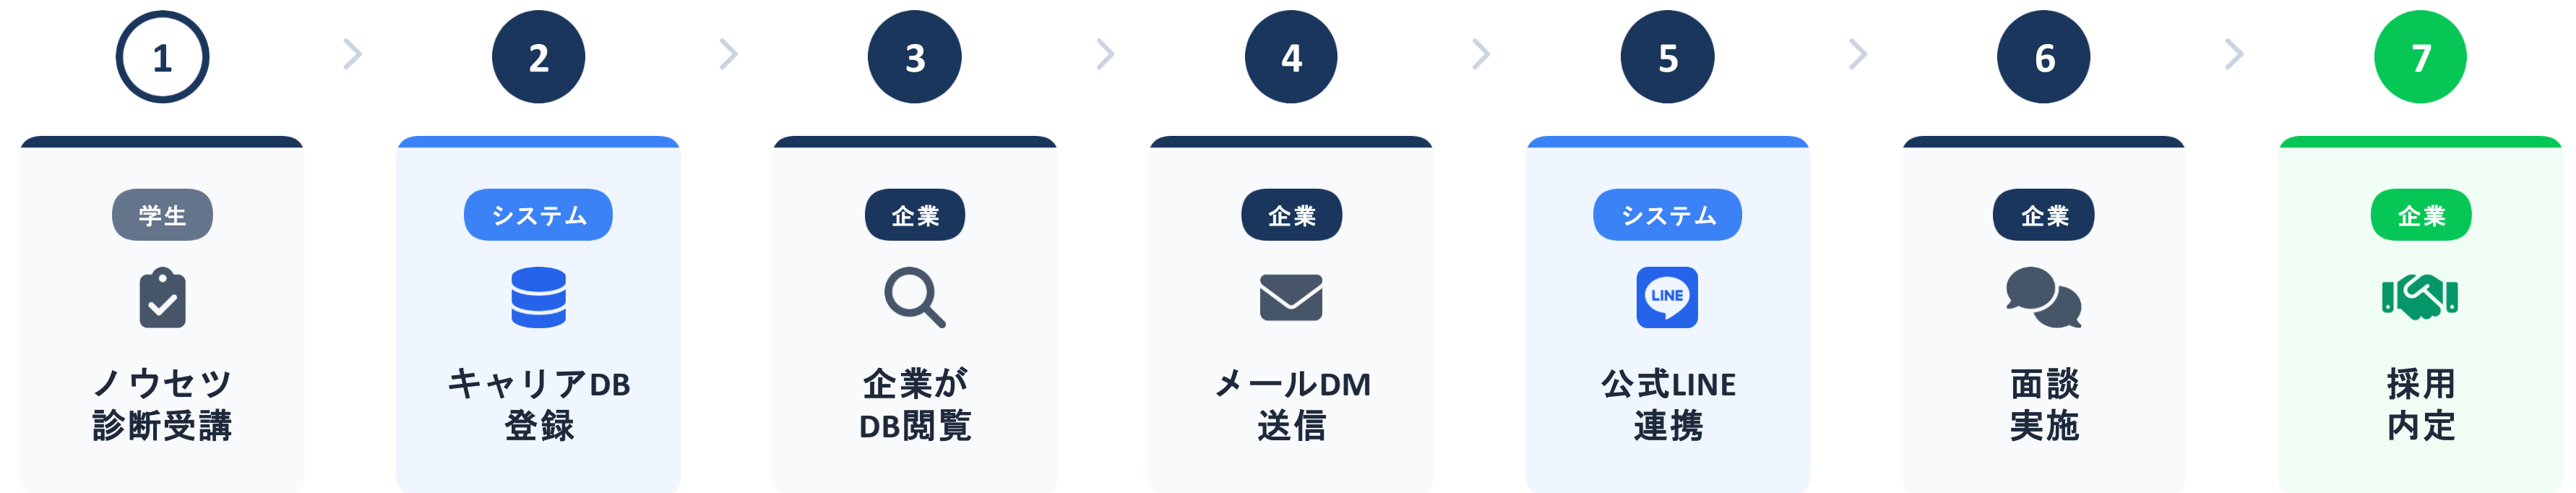 1
2
3
4
5
6
7
学生
システム
企業
企業
システム
企業
企業
LINE
ノウセツ
診断受講
キャリアDB
登録
企業が
DB閲覧
メールDM
送信
公式LINE
連携
面談
実施
採用
内定